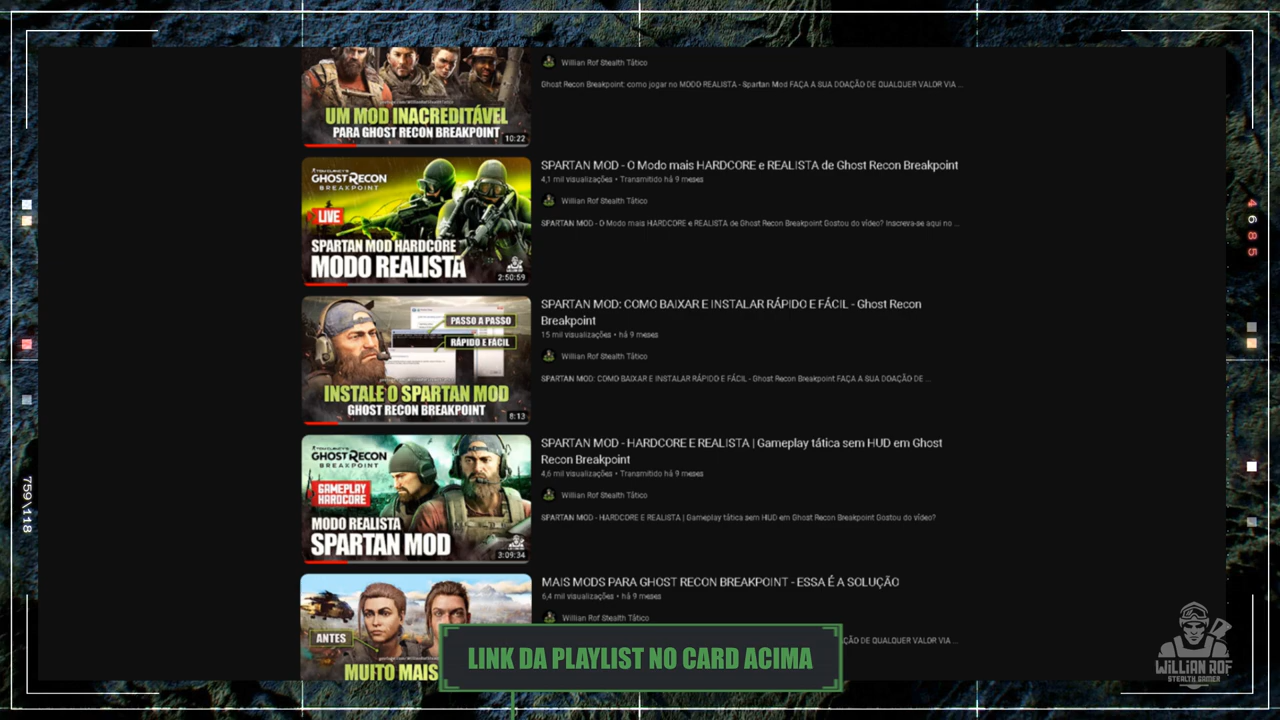 Willian Rof Stealth Tático
Ghost Recon Breakpoint: como jogar no MODO REALISTA - Spartan Mod FAÇA A SUA DOAÇÃO DE QUALQUER VALOR VIA ...
UM MOD INACREDITÁVEL
PARA GHOST RECON BREAKPOINT
10:22
SPARTAN MOD - O Modo mais HARDCORE e REALISTA de Ghost Recon Breakpoint
4,1 mil visualizações • Transmitido há 9 meses
Willian Rof Stealth Tático
SPARTAN MOD - O Modo mais HARDCORE e REALISTA de Ghost Recon Breakpoint Gostou do vídeo? Inscreva-se aqui no ...
GHOST RECON
BREAKPOINT
LIVE
SPARTAN MOD HARDCORE
MODO REALISTA
2:50:59
SPARTAN MOD: COMO BAIXAR E INSTALAR RÁPIDO E FÁCIL - Ghost Recon
Breakpoint
15 mil visualizações • há 9 meses
Willian Rof Stealth Tático
SPARTAN MOD: COMO BAIXAR E INSTALAR RÁPIDO E FÁCIL - Ghost Recon Breakpoint FAÇA A SUA DOAÇÃO DE ...
PASSO A PASSO
RÁPIDO E FÁCIL
INSTALE O SPARTAN MOD
GHOST RECON BREAKPOINT
8:13
SPARTAN MOD - HARDCORE E REALISTA | Gameplay tática sem HUD em Ghost
Recon Breakpoint
4,6 mil visualizações • Transmitido há 9 meses
Willian Rof Stealth Tático
SPARTAN MOD - HARDCORE E REALISTA | Gameplay tática sem HUD em Ghost Recon Breakpoint Gostou do vídeo?
GHOST RECON
BREAKPOINT
GAMEPLAY
HARDCORE
MODO REALISTA
SPARTAN MOD
3:09:34
MAIS MODS PARA GHOST RECON BREAKPOINT - ESSA É A SOLUÇÃO
6,4 mil visualizações • há 9 meses
Willian Rof Stealth Tático
ÇÃO DE QUALQUER VALOR VIA ...
ANTES
MUITO MAIS
LINK DA PLAYLIST NO CARD ACIMA
WILLIAN ROF
STEALTH GAMER
4685
759\118